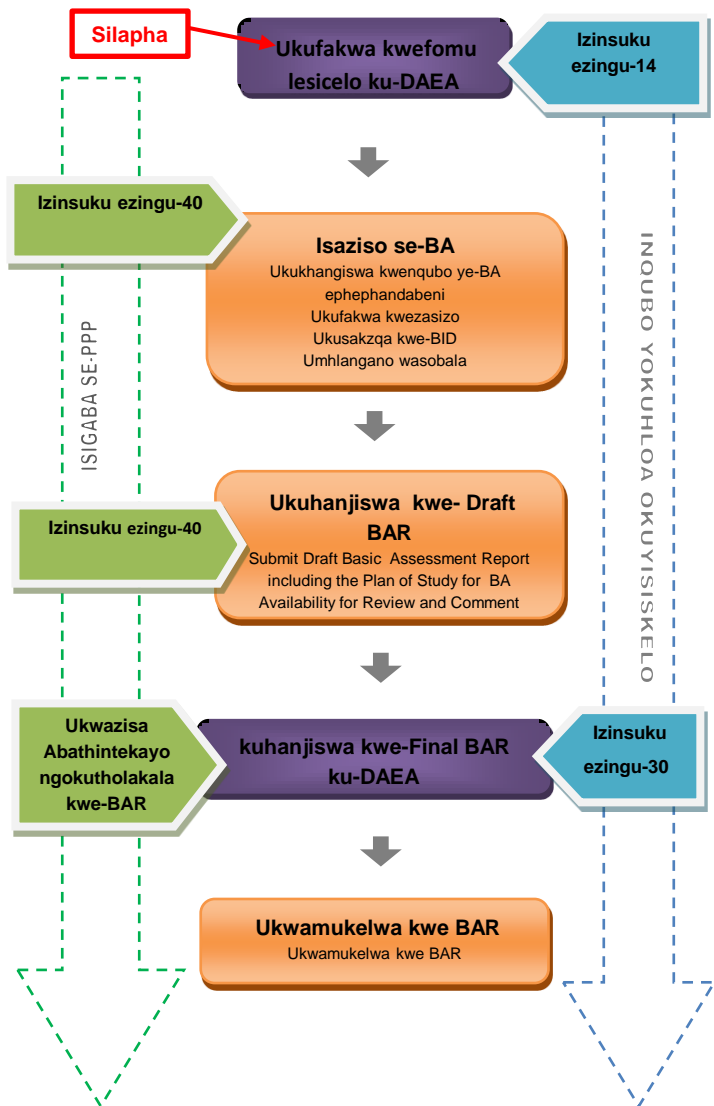 Silapha
Ukufakwa kwefomu
lesicelo ku-DAEA
Izinsuku
ezingu-14
Izinsuku ezingu-40
Isaziso se-BA
Ukukhangiswa kwenqubo ye-BA
ephephandabeni
Ukufakwa kwezasizo
Ukusakzqa kwe-BID
Umhlangano wasobala
ISIGABA SE-PPP
INQUBO YOKUHLOA OKUYISISKELO
Izinsuku ezingu-40
Ukuhanjiswa kwe- Draft
BAR
Submit Draft Basic Assessment Report
including the Plan of Study for BA
Availability for Review and Comment
Ukwazisa
Abathintekayo
ngokutholakala
kwe-BAR
kuhanjiswa kwe-Final BAR
ku-DAEA
Izinsuku
ezingu-30
Ukwamukelwa kwe BAR
Ukwamukelwa kwe BAR